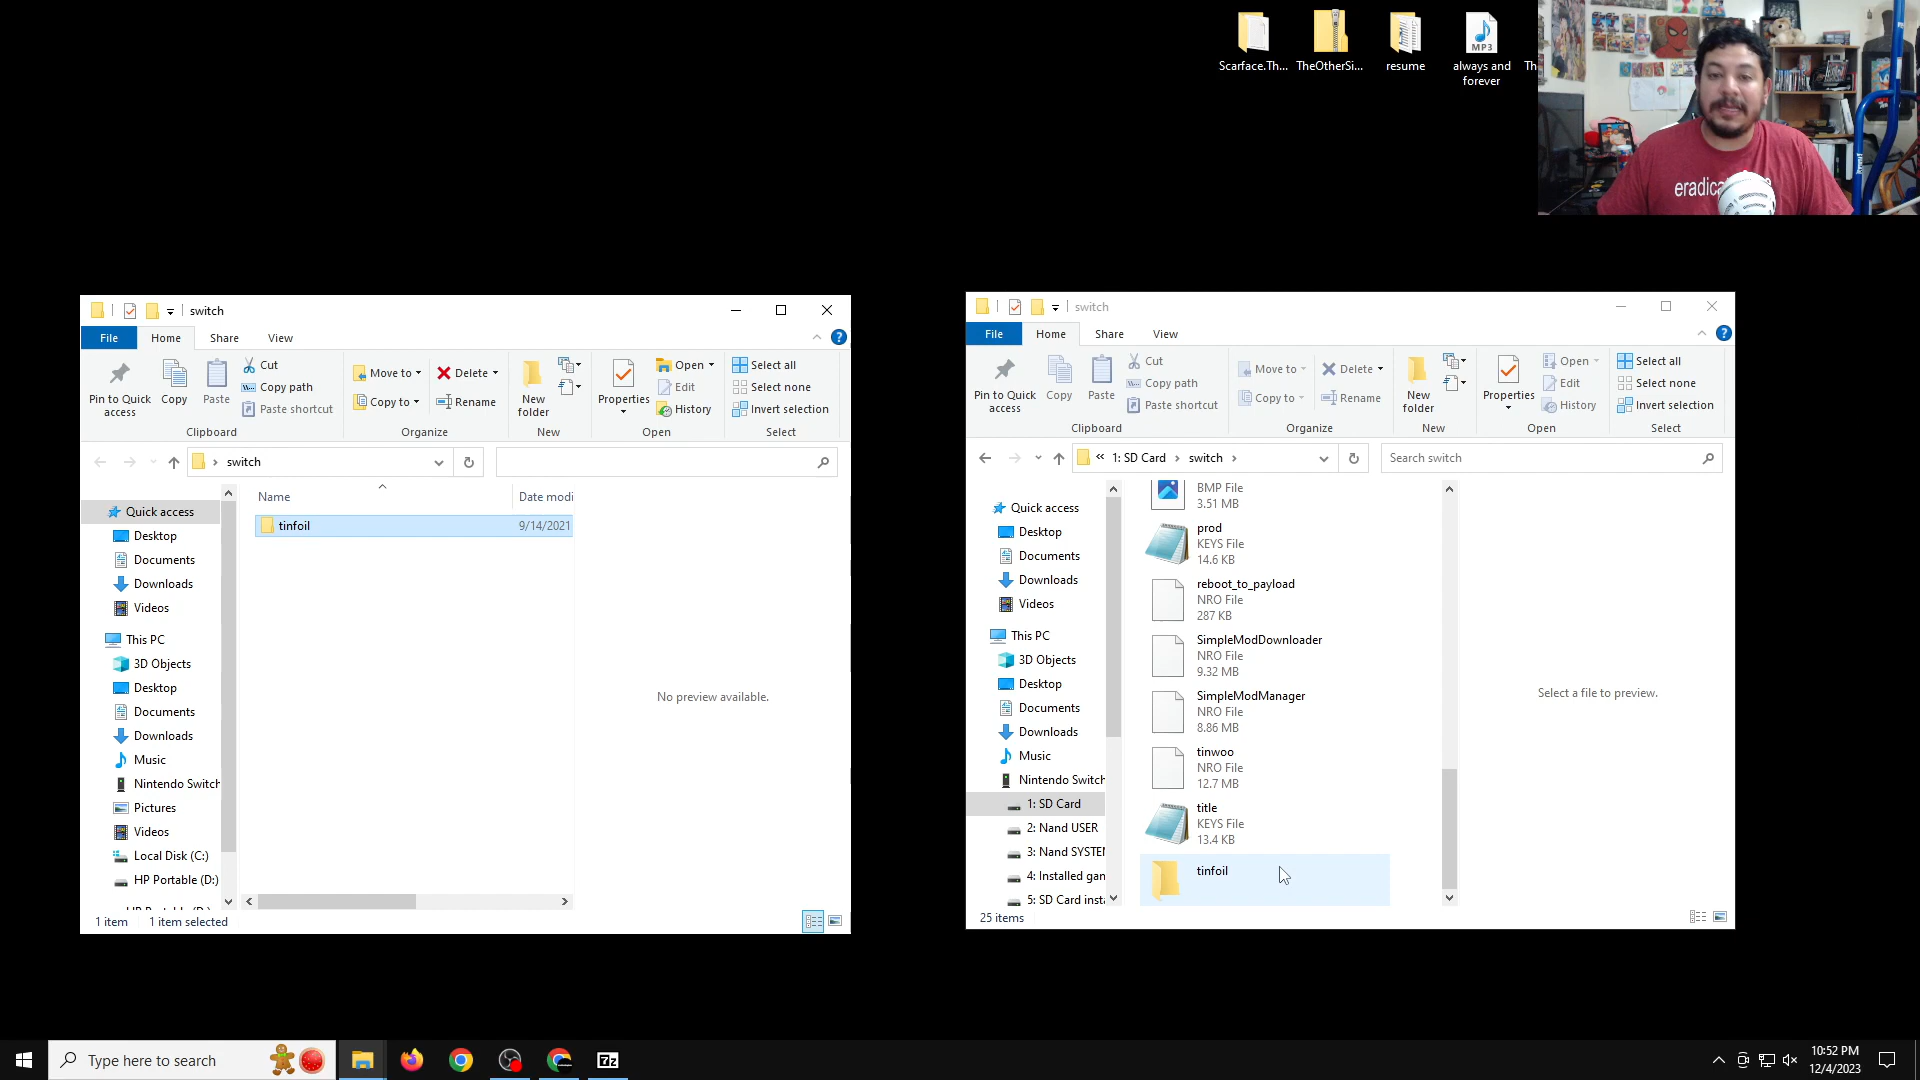 Scarface.Th...
TheOtherSi...
resume
MP3
always and
forever
Th
switch
File
Home
Share
View
Pin to Quick
access
Copy
Paste
Cut
Copy path
Paste shortcut
Move to
Copy to
Delete
Rename
New
folder
Properties
Open
Edit
History
Select all
Select none
Invert selection
Clipboard
Organize
New
Open
Select
switch
Name
Date modi
Quick access
Desktop
Documents
Downloads
Videos
This PC
3D Objects
Desktop
Documents
Downloads
Music
Nintendo Switch
Pictures
Videos
Local Disk (C:)
HP Portable (D:)
tinfoil
9/14/2021
No preview available.
1 item
1 item selected
switch
File
Home
Share
View
Pin to Quick
access
Copy
Paste
Cut
Copy path
Paste shortcut
Move to
Copy to
Delete
Rename
New
folder
Properties
Open
Edit
History
Select all
Select none
Invert selection
Clipboard
Organize
New
Open
Select
« 1: SD Card › switch ›
Search switch
Quick access
Desktop
Documents
Downloads
Videos
This PC
3D Objects
Desktop
Documents
Downloads
Music
Nintendo Switch
1: SD Card
2: Nand USER
3: Nand SYSTEM
4: Installed gam
5: SD Card insta
BMP File
3.51 MB
prod
KEYS File
14.6 KB
reboot_to_payload
NRO File
287 KB
SimpleModDownloader
NRO File
9.32 MB
SimpleModManager
NRO File
8.86 MB
tinwoo
NRO File
12.7 MB
title
KEYS File
13.4 KB
tinfoil
Select a file to preview.
25 items
Type here to search
7z
10:52 PM
12/4/2023